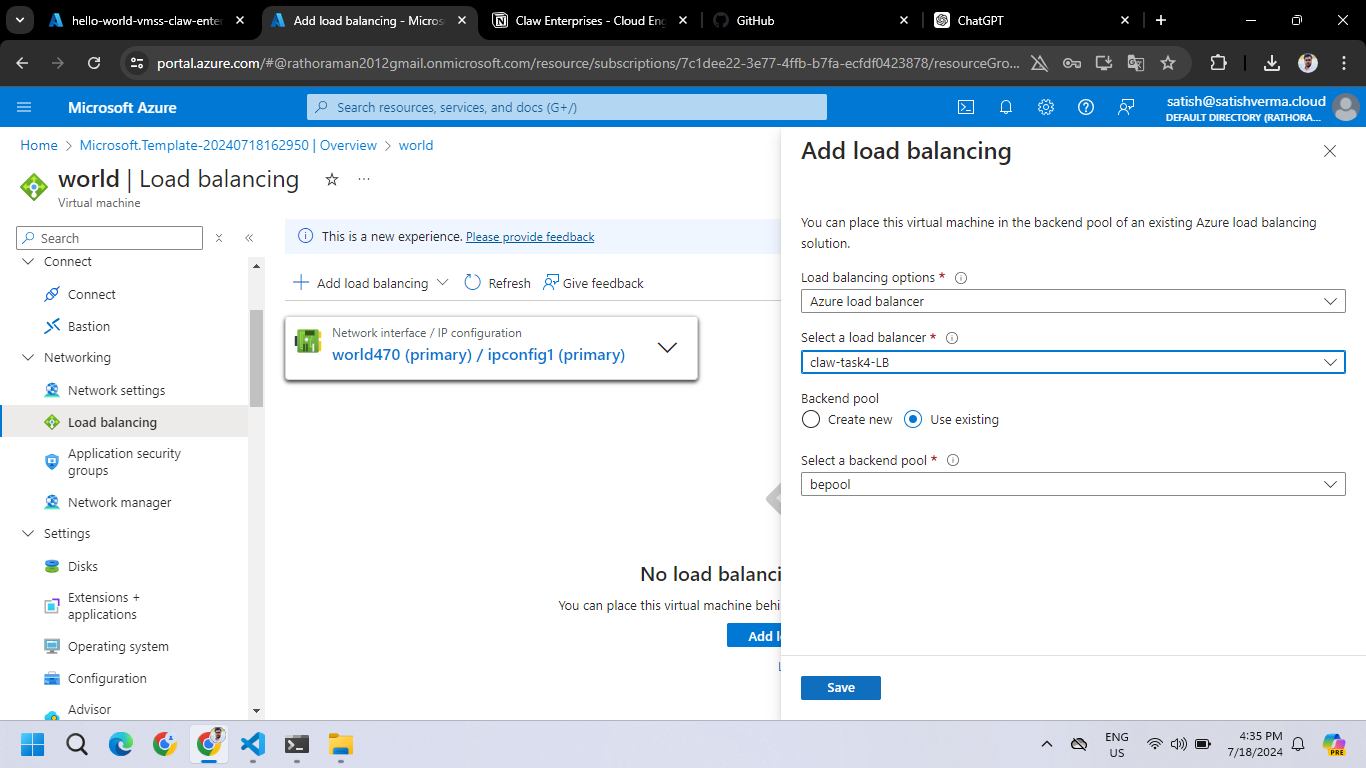 hello-world-vmss-claw-enter
Add load balancing - Micros
Claw Enterprises - Cloud Eng
GitHub
ChatGPT
portal.azure.com/#@rathoraman2012gmail.onmicrosoft.com/resource/subscriptions/7c1dee22-3e77-4ffb-b7fa-ecfdf0423878/resourceGro...
Microsoft Azure
Search resources, services, and docs (G+/)
satish@satishverma.cloud
DEFAULT DIRECTORY (RATHORA...
Home > Microsoft.Template-20240718162950 | Overview > world
world | Load balancing
Virtual machine
Search
Connect
Connect
Bastion
Networking
Network settings
Load balancing
Application security
groups
Network manager
Settings
Disks
Extensions +
applications
Operating system
Configuration
Advisor
This is a new experience. Please provide feedback
Add load balancing
Refresh
Give feedback
Network interface / IP configuration
world470 (primary) / ipconfig1 (primary)
No load balanci
You can place this virtual machine behi
Add l
Add load balancing
You can place this virtual machine in the backend pool of an existing Azure load balancing
solution.
Load balancing options *
Azure load balancer
Select a load balancer *
claw-task4-LB
Backend pool
Create new
Use existing
Select a backend pool *
bepool
Save
ENG
US
4:35 PM
7/18/2024
PRE